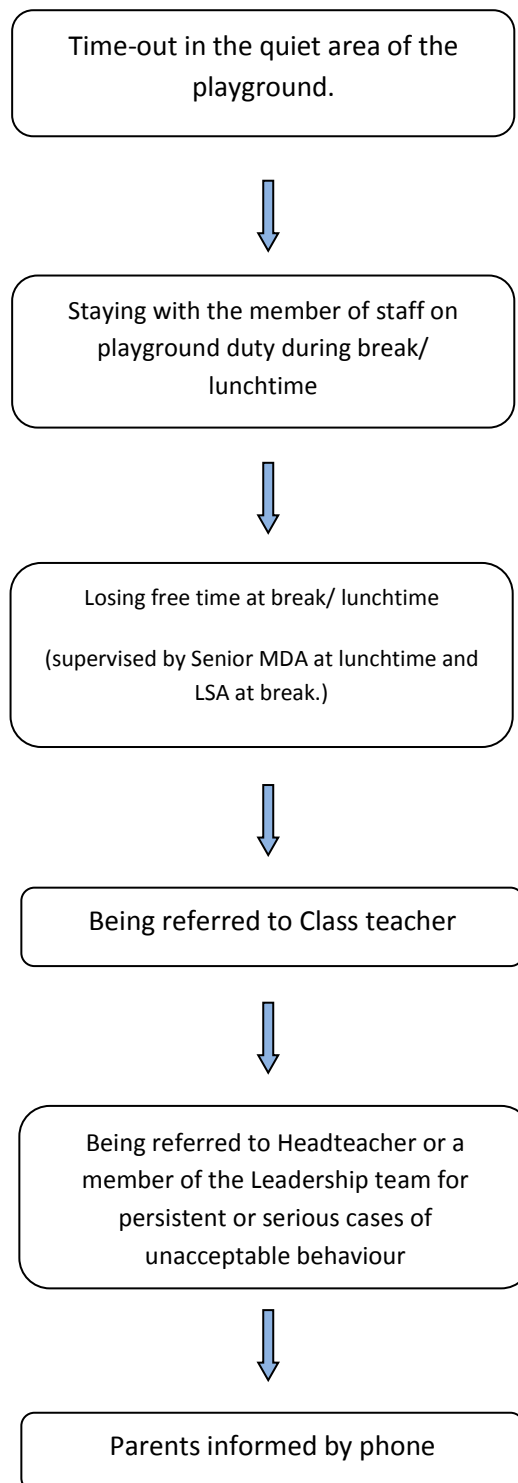 Time-out in the quiet area of the
playground.
Staying with the member of staff on
playground duty during break/
lunchtime
Losing free time at break/ lunchtime
(supervised by Senior MDA at lunchtime and
LSA at break.)
Being referred to Class teacher
Being referred to Headteacher or a
member of the Leadership team for
persistent or serious cases of
unacceptable behaviour
Parents informed by phone